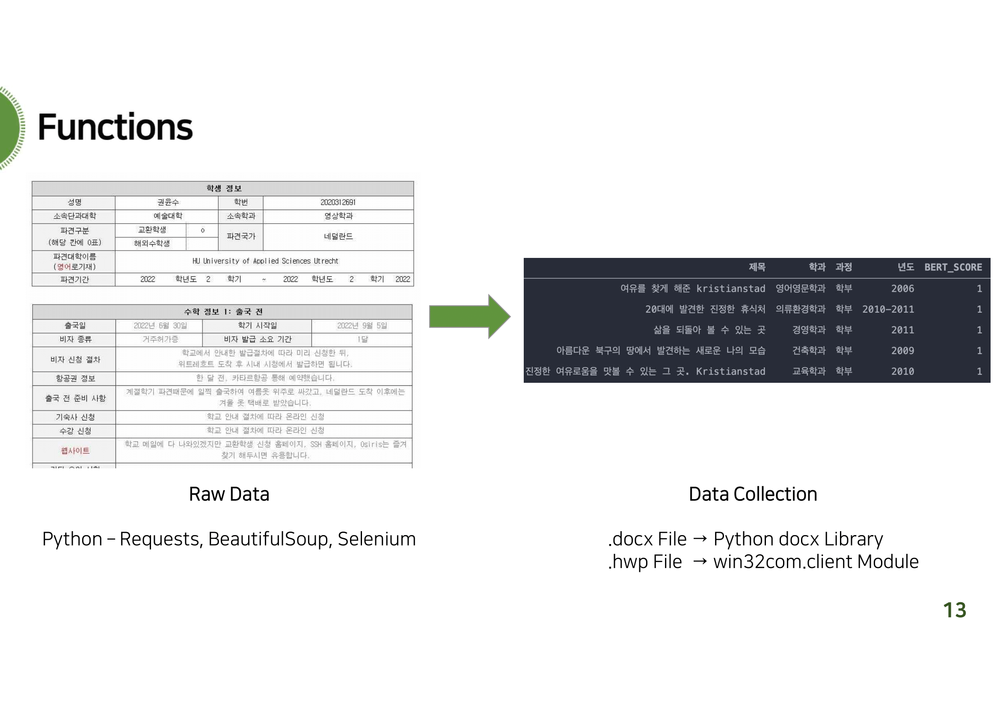 Functions
학생 정보
성명 권윤수 학번 2020312691
소속단과대학 예술대학 소속학과 영상학과
파견구분 (해당 칸에 0표) 교환학생 o 파견국가 네덜란드
해외수학생
파견대학이름 (영어로기재) HU University of Applied Sciences Utrecht
파견기간 2022 학년도 2 학기 ~ 2022 학년도 2 학기 2022
수학 정보 1: 출국 전
출국일 2022년 6월 30일 학기 시작일 2022년 9월 5일
비자 종류 거주허가증 비자 발급 소요 기간 1달
비자 신청 절차 학교에서 안내한 발급절차에 따라 미리 신청한 뒤,
위트레흐트 도착 후 시내 시청에서 발급하면 됩니다.
항공권 정보 한 달 전, 카타르항공 통해 예약했습니다.
출국 전 준비 사항 계절학기 파견때문에 일찍 출국하여 여름옷 위주로 싸갔고, 네덜란드 도착 이후에는
겨울 옷 택배로 받았습니다.
기숙사 신청 학교 안내 절차에 따라 온라인 신청
수강 신청 학교 안내 절차에 따라 온라인 신청
웹사이트 학교 메일에 다 나와있겠지만 교환학생 신청 홈페이지, SSH 홈페이지, Osiris는 즐겨
찾기 해두시면 유용합니다.
제목 학과 과정 년도 BERT_SCORE
여유를 찾게 해준 kristianstad 영어영문학과 학부 2006 1
20대에 발견한 진정한 휴식처 의류환경학과 학부 2010-2011 1
삶을 되돌아 볼 수 있는 곳 경영학과 학부 2011 1
아름다운 북구의 땅에서 발견하는 새로운 나의 모습 건축학과 학부 2009 1
진정한 여유로움을 맛볼 수 있는 그 곳. Kristianstad 교육학과 학부 2010 1
Raw Data
Data Collection
Python – Requests, BeautifulSoup, Selenium
.docx File → Python docx Library
.hwp File → win32com.client Module
13